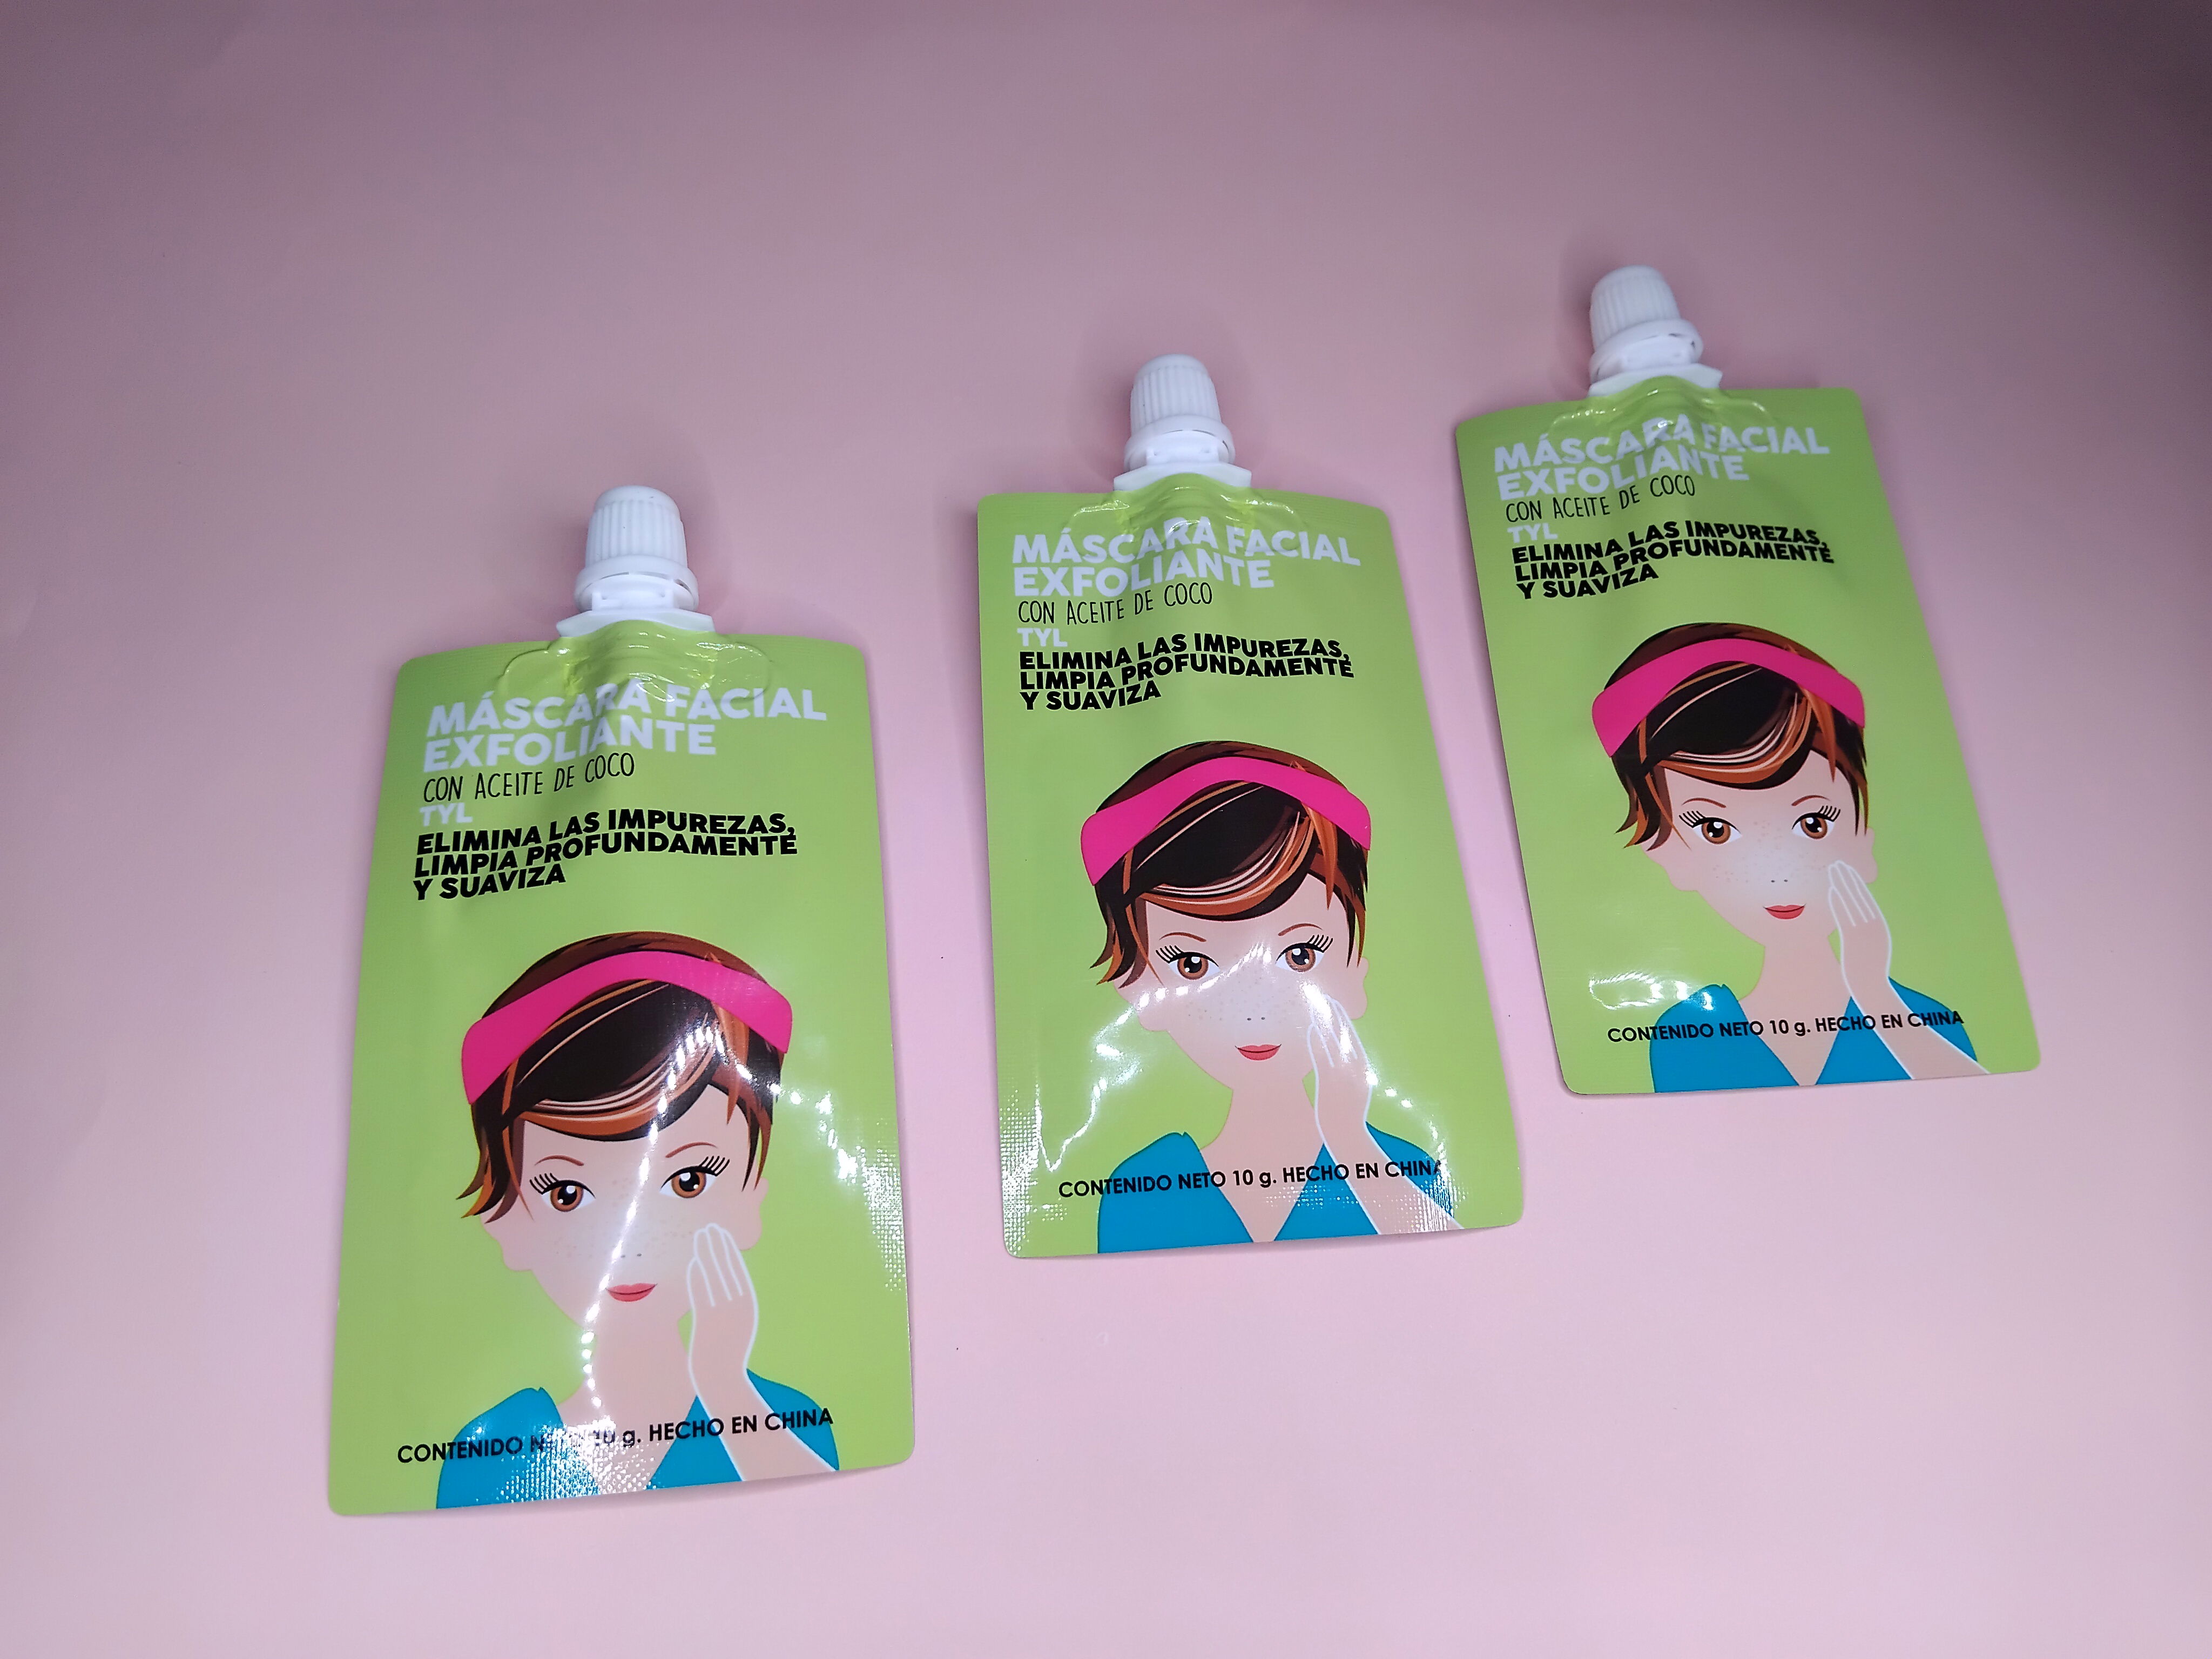 MÁSCARA FACIAL
EXFOLIANTE
CON ACEITE DE COCO
TYL
ELIMINA LAS IMPUREZAS,
LIMPIA PROFUNDAMENTE
Y SUAVIZA
CONTENIDO g. HECHO EN CHINA
MÁSCARA FACIAL
EXFOLIANTE
CON ACEITE DE COCO
TYL
ELIMINA LAS IMPUREZAS,
LIMPIA PROFUNDAMENTE
Y SUAVIZA
CONTENIDO NETO 10 g. HECHO EN CHINA
MÁSCARA FACIAL
EXFOLIANTE
CON ACEITE DE COCO
TYL
ELIMINA LAS IMPUREZAS,
LIMPIA PROFUNDAMENTE
Y SUAVIZA
CONTENIDO NETO 10 g. HECHO EN CHINA